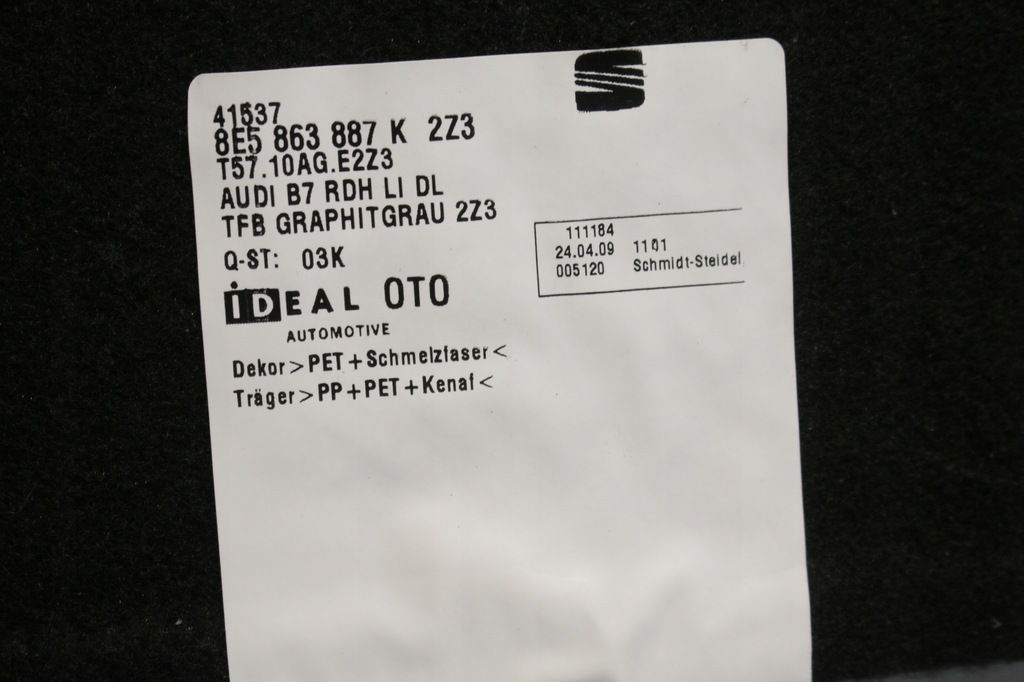 41537
8E5 863 887 K 2Z3
T57.10AG.E2Z3
AUDI B7 RDH LI DL
TFB GRAPHITGRAU 2Z3
Q-ST: 03K
iDEAL OTO
AUTOMOTIVE
Dekor>PET+Schmelzfaser<
Träger>PP+PET+Kenaf<
111184
24.04.09 1101
005120 Schmidt-Steidel